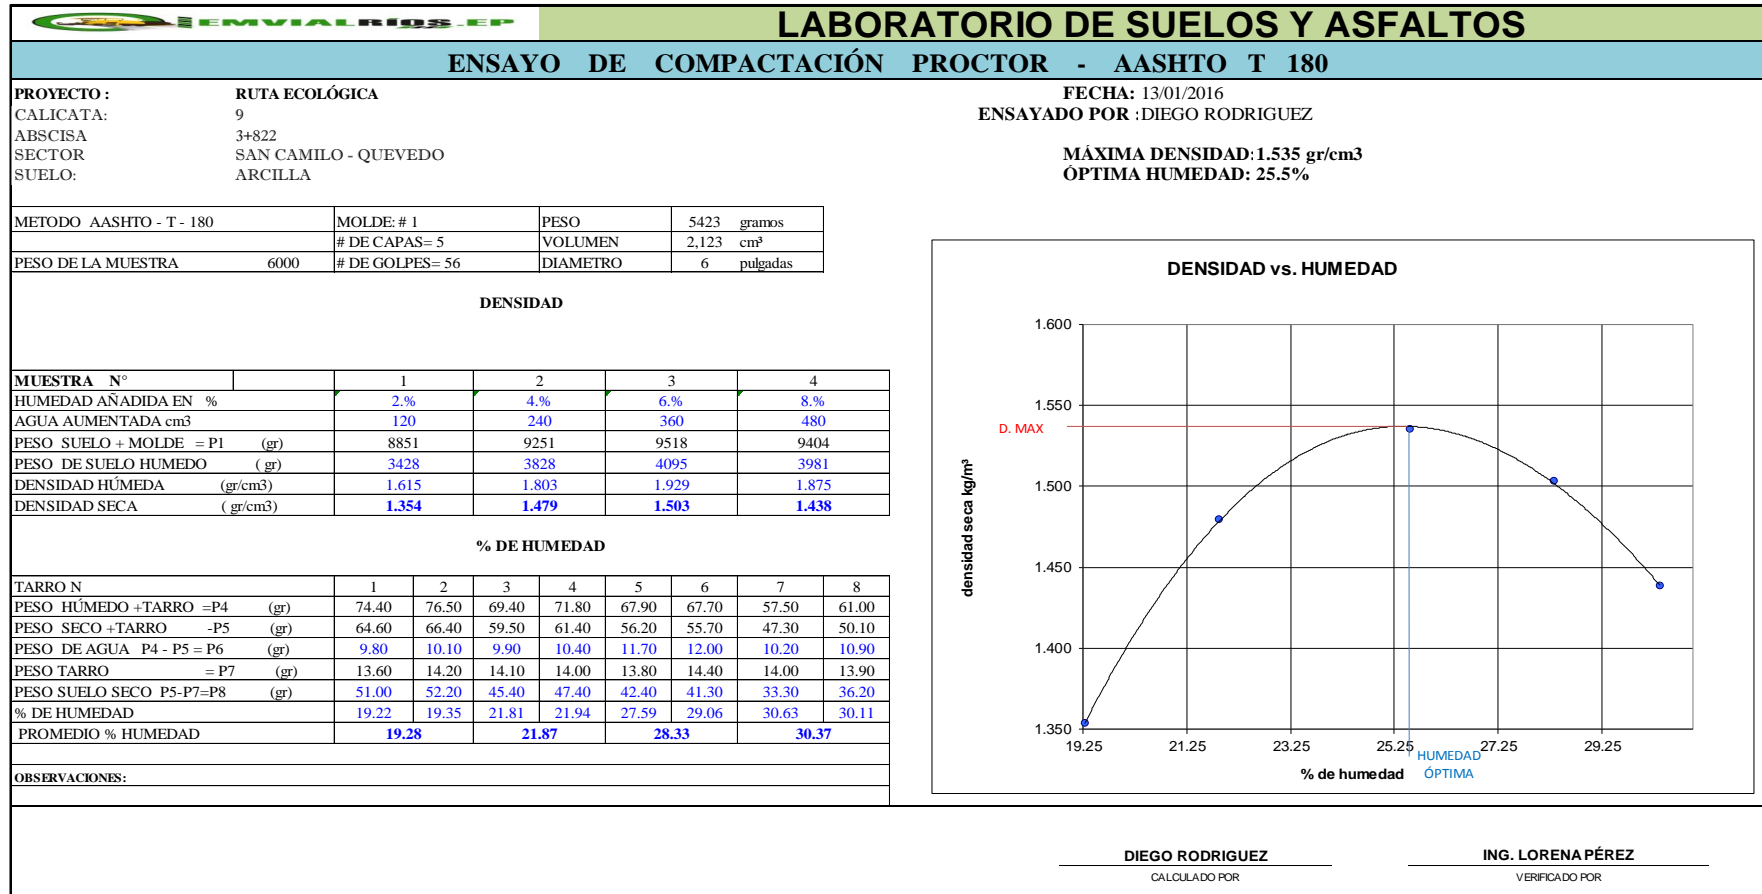 EMVIALRÍOS.EP
LABORATORIO DE SUELOS Y ASFALTOS
ENSAYO DE COMPACTACIÓN PROCTOR - AASHTO T 180
PROYECTO : RUTA ECOLÓGICA
CALICATA: 9
ABSCISA 3+822
SECTOR SAN CAMILO - QUEVEDO
SUELO: ARCILLA
FECHA: 13/01/2016
ENSAYADO POR : DIEGO RODRIGUEZ
MÁXIMA DENSIDAD: 1.535 gr/cm3
ÓPTIMA HUMEDAD: 25.5%
METODO AASHTO - T - 180 MOLDE: # 1 PESO 5423 gramos
# DE CAPAS= 5 VOLUMEN 2,123 cm³
PESO DE LA MUESTRA 6000 # DE GOLPES= 56 DIAMETRO 6 pulgadas
DENSIDAD
MUESTRA N° 1 2 3 4
HUMEDAD AÑADIDA EN % 2.% 4.% 6.% 8.%
AGUA AUMENTADA cm3 120 240 360 480
PESO SUELO + MOLDE = P1 (gr) 8851 9251 9518 9404
PESO DE SUELO HUMEDO ( gr) 3428 3828 4095 3981
DENSIDAD HÚMEDA (gr/cm3) 1.615 1.803 1.929 1.875
DENSIDAD SECA ( gr/cm3) 1.354 1.479 1.503 1.438
% DE HUMEDAD
TARRO N 1 2 3 4 5 6 7 8
PESO HÚMEDO +TARRO =P4 (gr) 74.40 76.50 69.40 71.80 67.90 67.70 57.50 61.00
PESO SECO +TARRO -P5 (gr) 64.60 66.40 59.50 61.40 56.20 55.70 47.30 50.10
PESO DE AGUA P4 - P5 = P6 (gr) 9.80 10.10 9.90 10.40 11.70 12.00 10.20 10.90
PESO TARRO = P7 (gr) 13.60 14.20 14.10 14.00 13.80 14.40 14.00 13.90
PESO SUELO SECO P5-P7=P8 (gr) 51.00 52.20 45.40 47.40 42.40 41.30 33.30 36.20
% DE HUMEDAD 19.22 19.35 21.81 21.94 27.59 29.06 30.63 30.11
PROMEDIO % HUMEDAD 19.28 21.87 28.33 30.37
OBSERVACIONES:
DENSIDAD vs. HUMEDAD
1.600
1.550
D. MAX
1.500
1.450
1.400
1.350
densidad seca kg/m³
19.25 21.25 23.25 25.25 27.25 29.25
HUMEDAD
ÓPTIMA
% de humedad
DIEGO RODRIGUEZ
CALCULADO POR
ING. LORENA PÉREZ
VERIFICADO POR